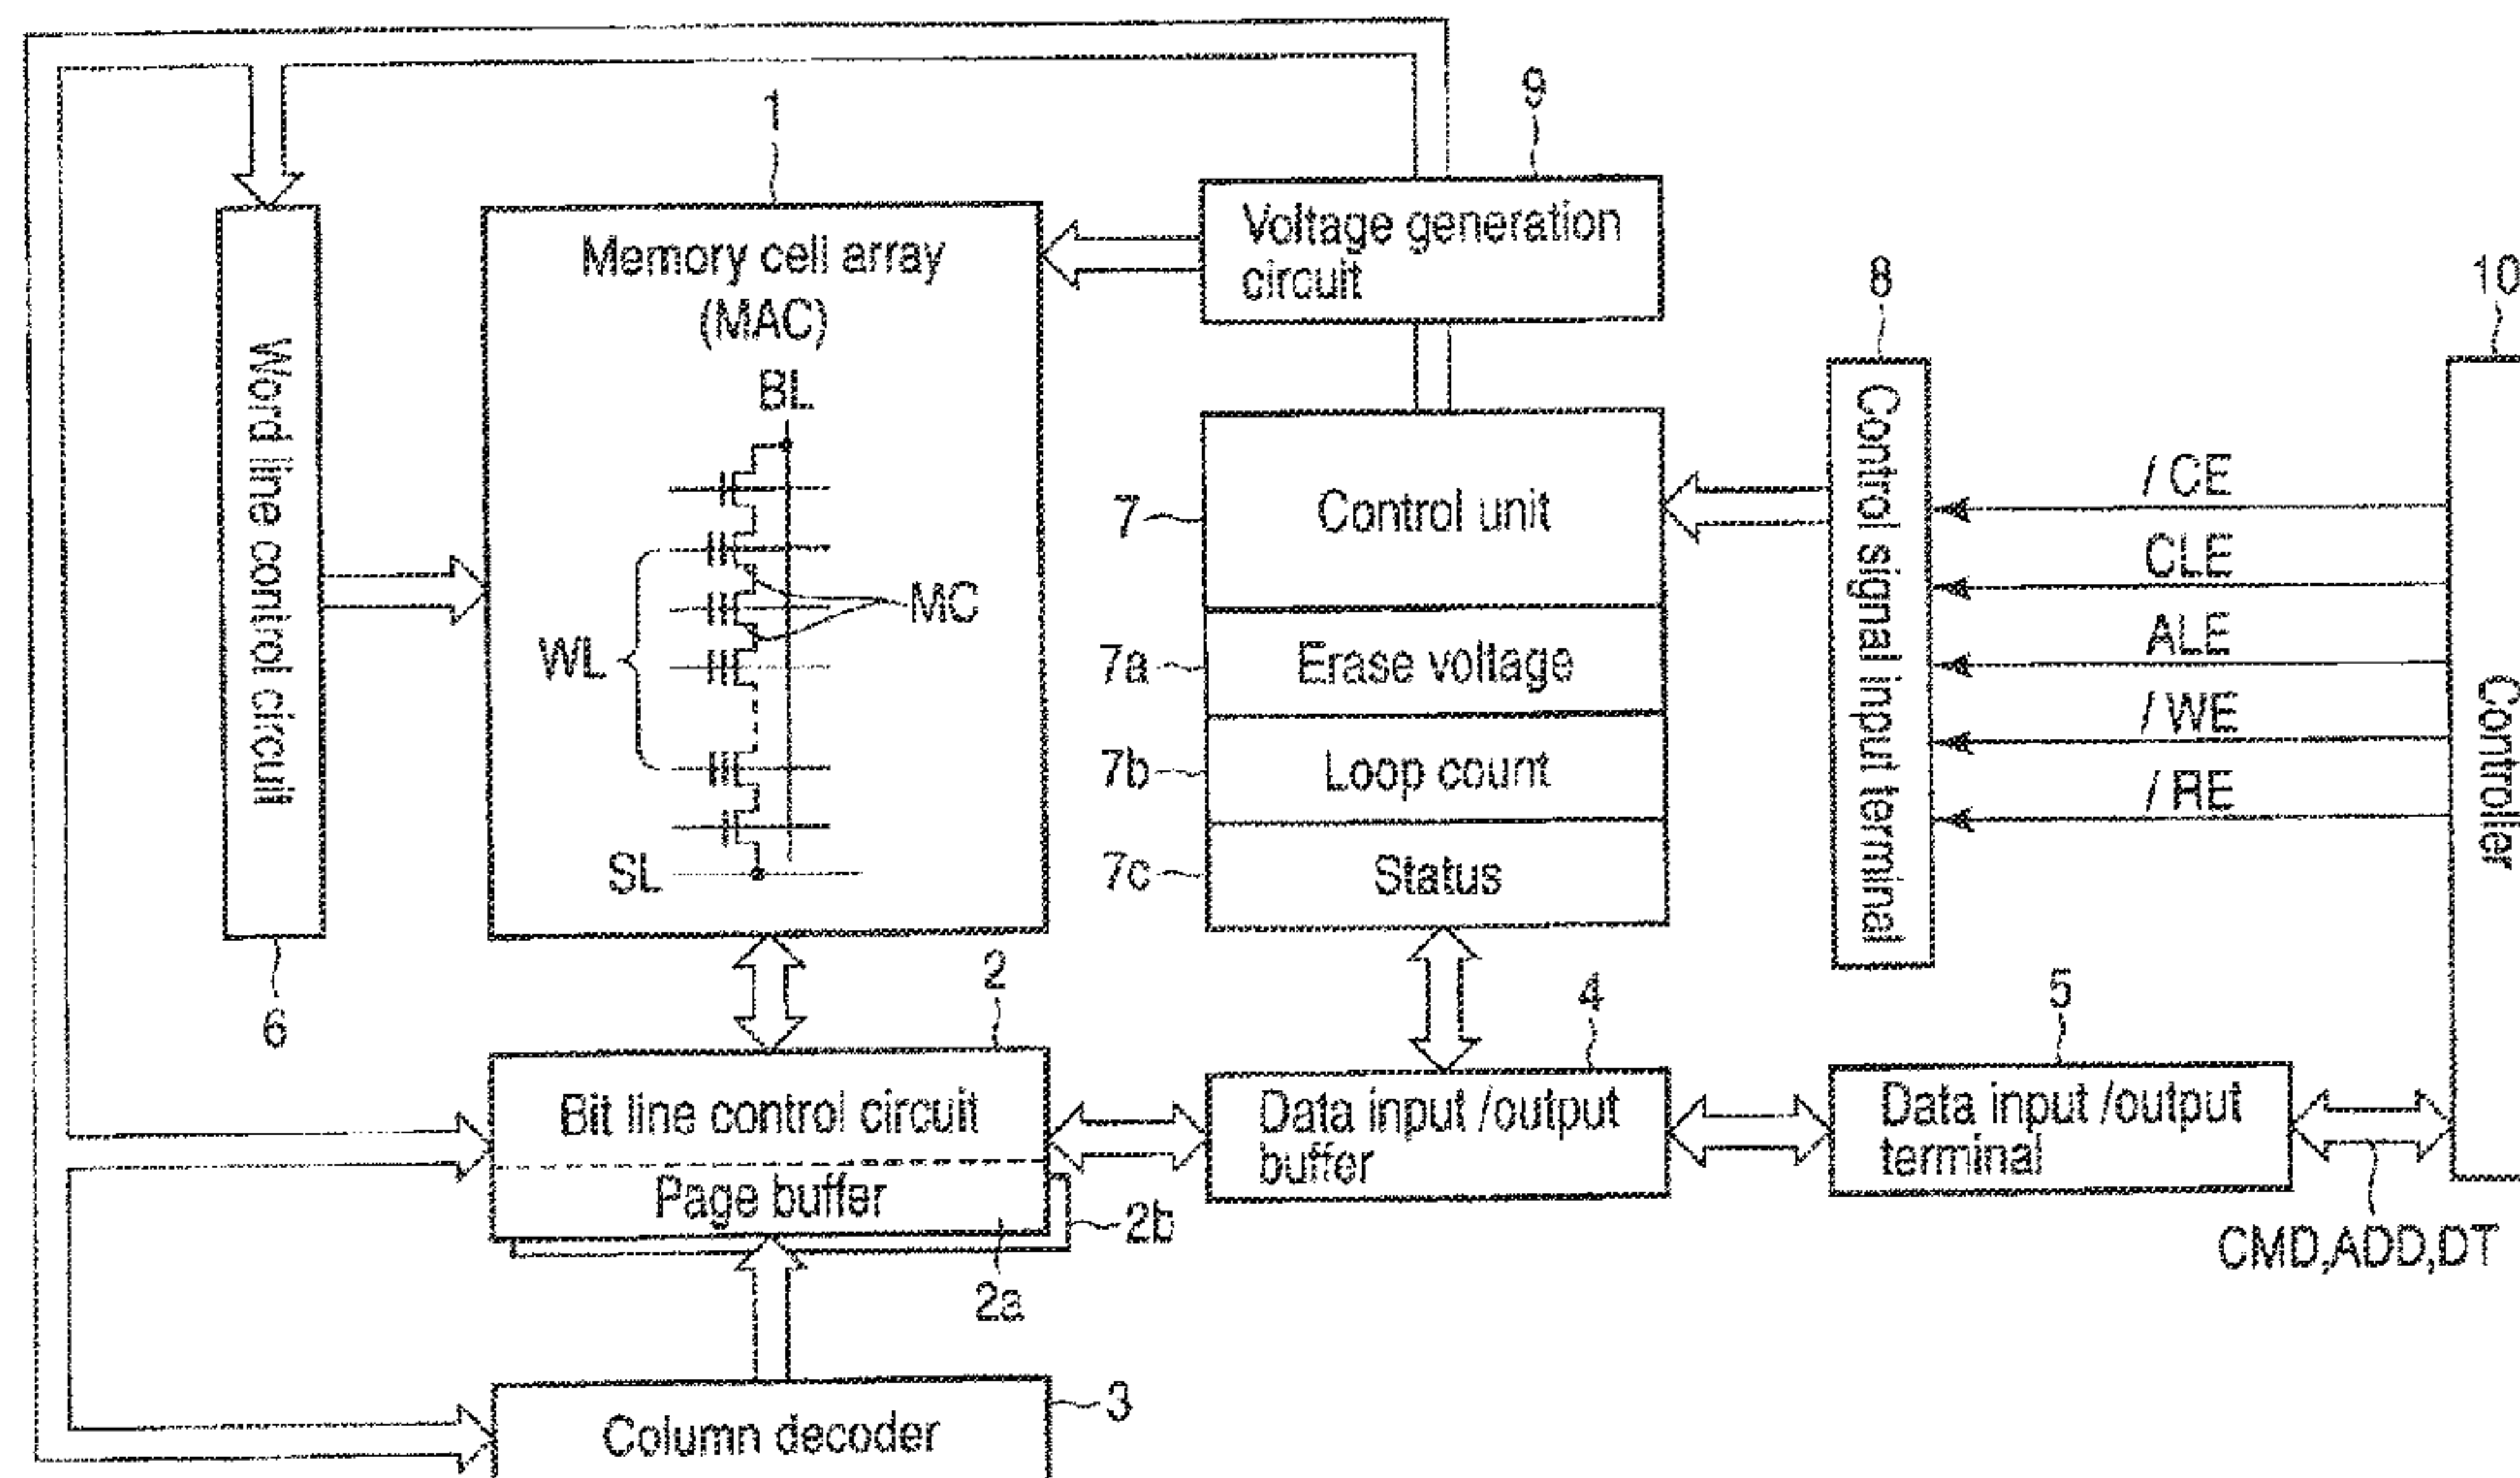 9
1
Voltage generation
circuit
Memory cell array
(MAC)
8
10
BL
Word line control circuit
Control signal input terminal
Controller
/ CE
7
Control unit
CLE
MC
ALE
WL
7a
Erase voltage
/ WE
7b
Loop count
/ RE
SL
7c
Status
6
2
4
5
Bit line control circuit
Data input /output
buffer
Data input /output
terminal
Page buffer
2b
CMD,ADD,DT
2a
3
Column decoder